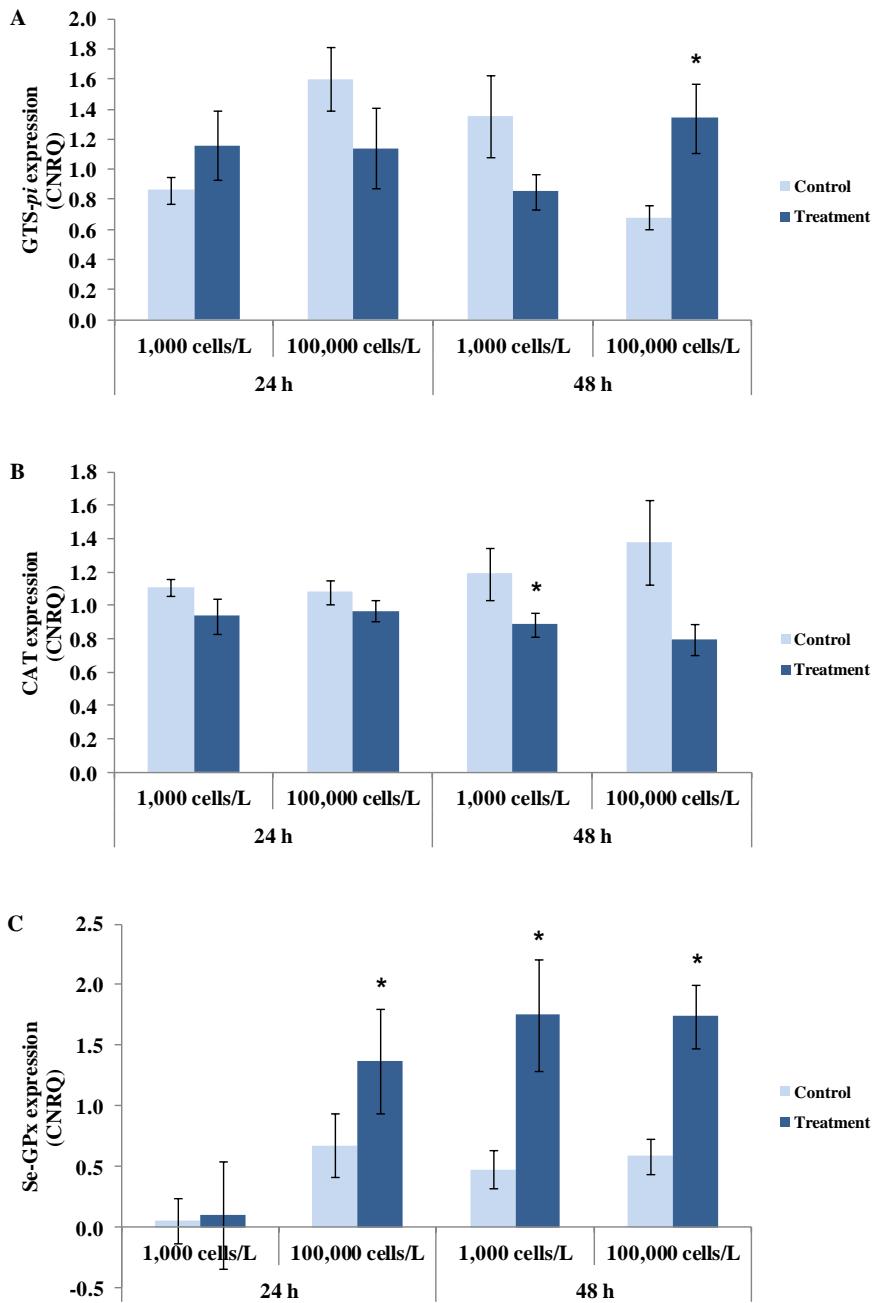 A
GTS-pi expression
(CNRQ)
2.0
1.8
1.6
1.4
1.2
1.0
0.8
0.6
0.4
0.2
0.0
*
Control
Treatment
1,000 cells/L 100,000 cells/L 1,000 cells/L 100,000 cells/L
24 h 48 h
B
CAT expression
(CNRQ)
1.8
1.6
1.4
1.2
1.0
0.8
0.6
0.4
0.2
0.0
*
Control
Treatment
1,000 cells/L 100,000 cells/L 1,000 cells/L 100,000 cells/L
24 h 48 h
C
Se-GPx expression
(CNRQ)
2.5
2.0
1.5
1.0
0.5
0.0
-0.5
* * *
Control
Treatment
1,000 cells/L 100,000 cells/L 1,000 cells/L 100,000 cells/L
24 h 48 h